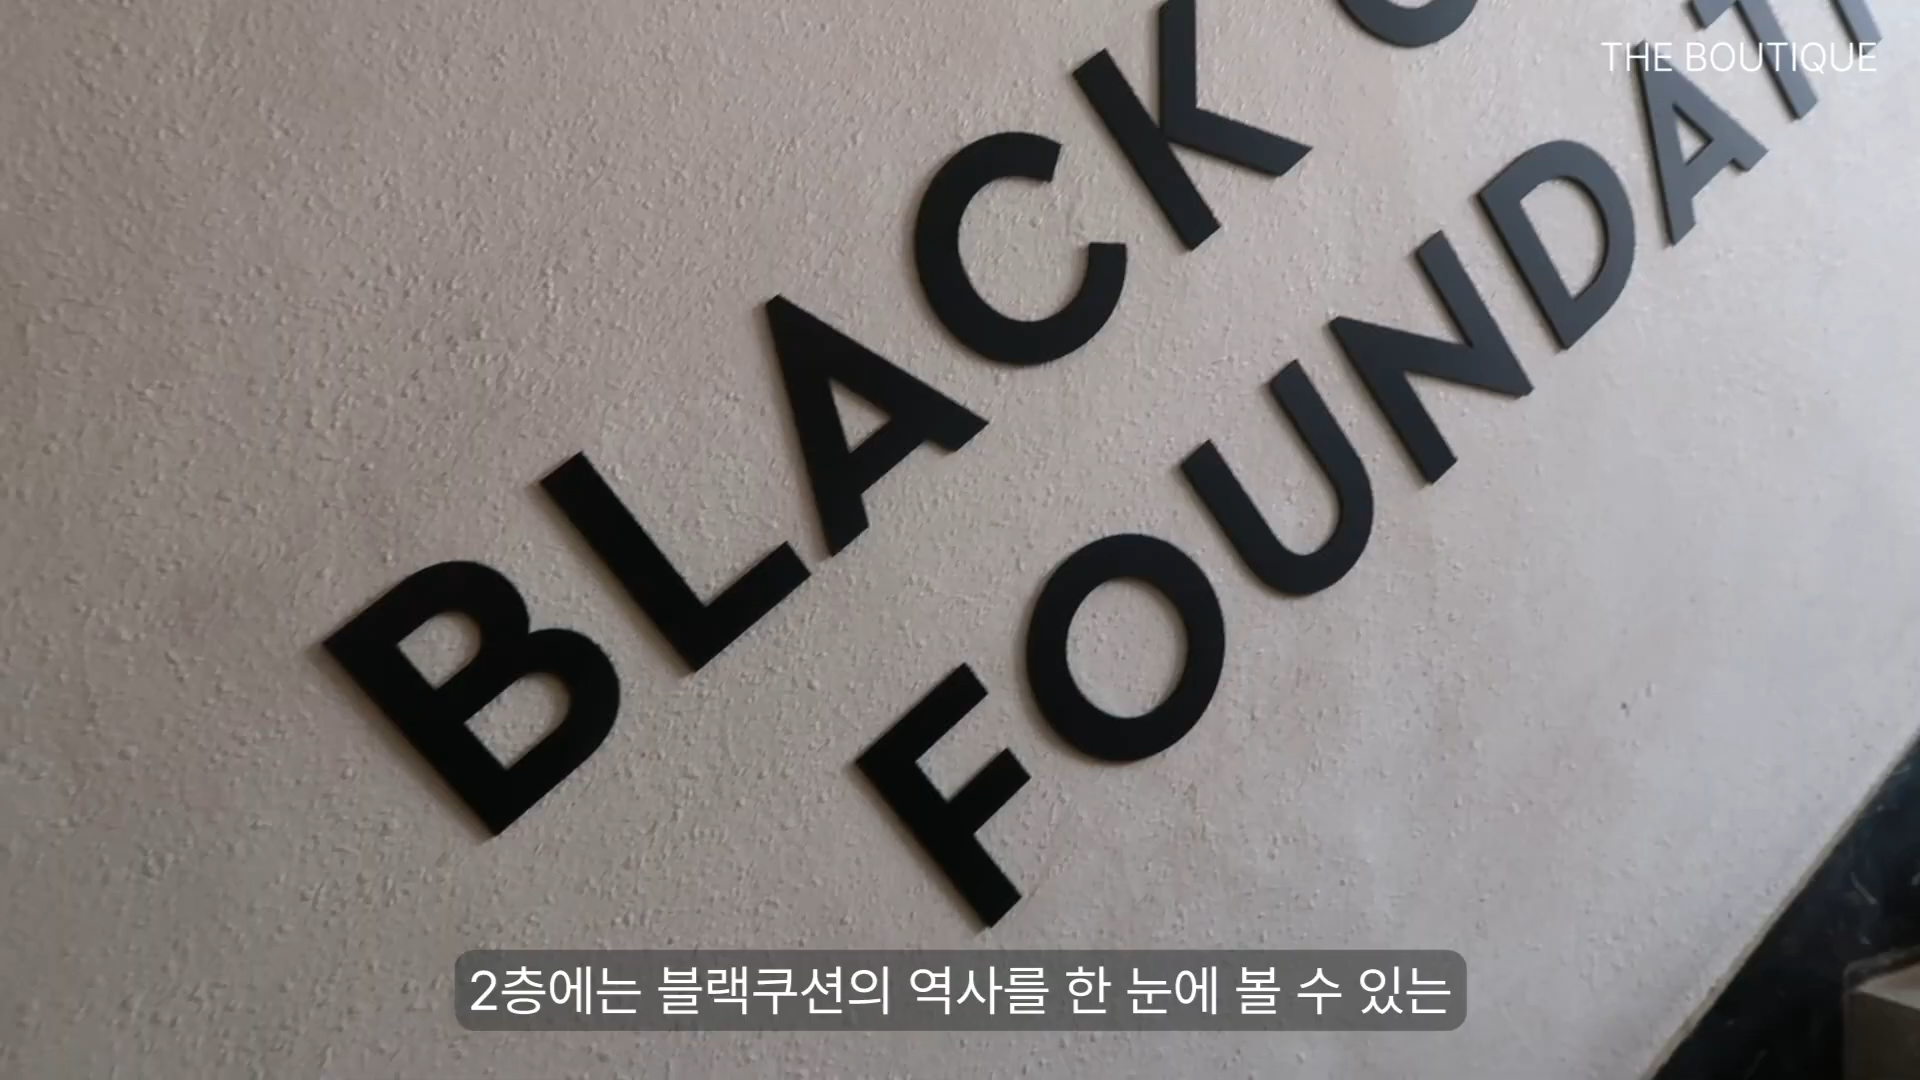 THE BOUTIQUE
BLACK
FOUNDATI
2층에는 블랙쿠션의 역사를 한 눈에 볼 수 있는